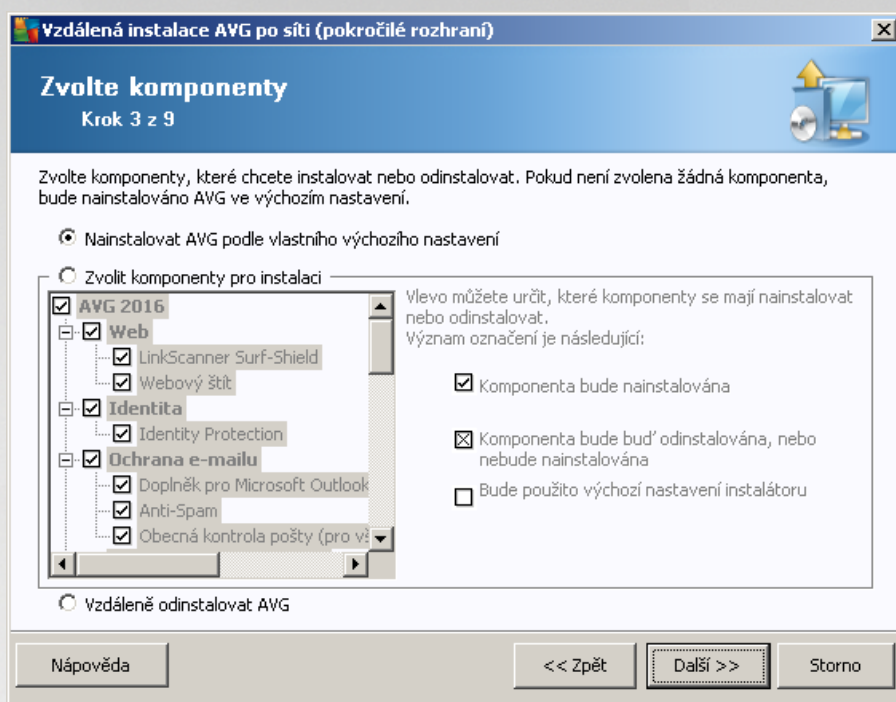 Vzdálená instalace AVG po síti (pokročilé rozhraní)
Zvolte komponenty
Krok 3 z 9
Zvolte komponenty, které chcete instalovat nebo odinstalovat. Pokud není zvolena žádná komponenta,
bude nainstalováno AVG ve výchozím nastavení.
Nainstalovat AVG podle vlastního výchozího nastavení
Zvolit komponenty pro instalaci
AVG 2016
Web
LinkScanner Surf-Shield
Webový štít
Identita
Identity Protection
Ochrana e-mailu
Doplněk pro Microsoft Outlook
Anti-Spam
Obecná kontrola pošty (pro vš
Vlevo můžete určit, které komponenty se mají nainstalovat
nebo odinstalovat.
Význam označení je následující:
Komponenta bude nainstalována
Komponenta bude buď odinstalována, nebo
nebude nainstalována
Bude použito výchozí nastavení instalátoru
Vzdáleně odinstalovat AVG
Nápověda
<< Zpět
Další >>
Storno